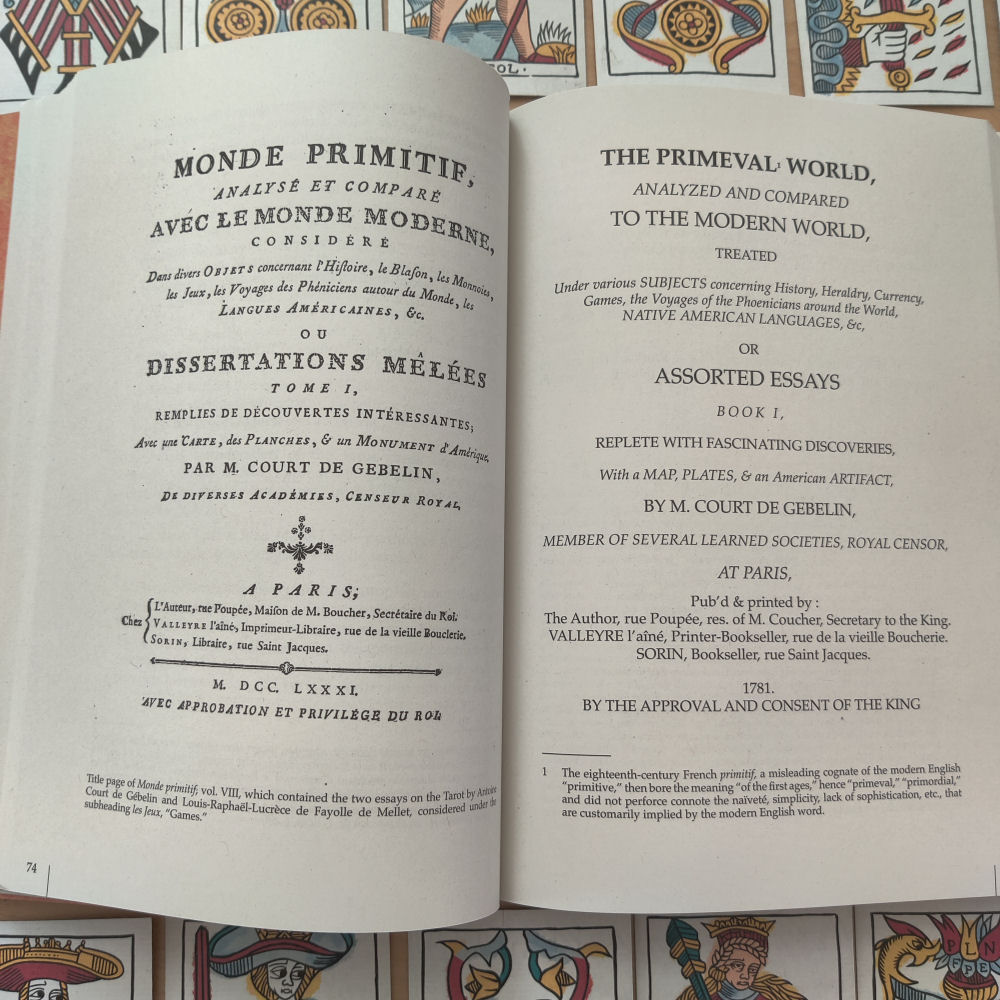 OL.
MONDE PRIMITIF,
ANALYSÉ ET COMPARÉ
AVEC LE MONDE MODERNE,
CONSIDÉRÉ
Dans divers OBJETS concernant l'Hiſtoire, le Blaſon, les Monnoies,
les Jeux, les Voyages des Phéniciens autour du Monde, les
LANGUES AMÉRICAINES, &c.
OU
DISSERTATIONS MÊLÉES
TOME I,
REMPLIES DE DÉCOUVERTES INTÉRESSANTES;
Avec une CARTE, des PLANCHES, & un MONUMENT d'Amérique.
PAR M. COURT DE GEBELIN,
DE DIVERSES ACADÉMIES, CENSEUR ROYAL,
A PARIS,
Chez
L'Auteur, rue Poupée, Maiſon de M. Boucher, Secrétaire du Roi.
VALLEYRE l'aîné, Imprimeur-Libraire, rue de la vieille Bouclerie.
SORIN, Libraire, rue Saint Jacques.
M. DCC. LXXXI.
AVEC APPROBATION ET PRIVILÉGE DU ROI.
Title page of Monde primitif, vol. VIII, which contained the two essays on the Tarot by Antoine
Court de Gébelin and Louis-Raphaël-Lucrèce de Fayolle de Mellet, considered under the
subheading les Jeux, “Games.”
74
THE PRIMEVAL¹ WORLD,
ANALYZED AND COMPARED
TO THE MODERN WORLD,
TREATED
Under various SUBJECTS concerning History, Heraldry, Currency,
Games, the Voyages of the Phoenicians around the World,
NATIVE AMERICAN LANGUAGES, &c,
OR
ASSORTED ESSAYS
BOOK I,
REPLETE WITH FASCINATING DISCOVERIES,
With a MAP, PLATES, & an American ARTIFACT,
BY M. COURT DE GEBELIN,
MEMBER OF SEVERAL LEARNED SOCIETIES, ROYAL CENSOR,
AT PARIS,
Pub'd & printed by :
The Author, rue Poupée, res. of M. Coucher, Secretary to the King.
VALLEYRE l'aîné, Printer-Bookseller, rue de la vieille Boucherie.
SORIN, Bookseller, rue Saint Jacques.
1781.
BY THE APPROVAL AND CONSENT OF THE KING
1 The eighteenth-century French primitif, a misleading cognate of the modern English
“primitive,” then bore the meaning “of the first ages,” hence “primeval,” “primordial,”
and did not perforce connote the naïveté, simplicity, lack of sophistication, etc., that
are customarily implied by the modern English word.